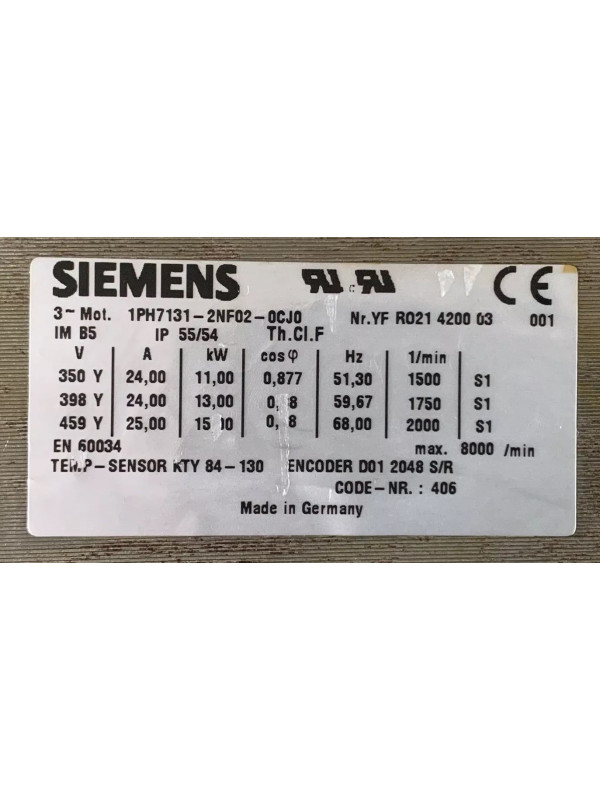 SIEMENS
3~ Mot. 1PH7131-2NF02-0CJ0 Nr.YF R021 4200 03 001
IM B5 IP 55/54 Th.Cl.F
V A kW cosφ Hz 1/min
350 Y 24,00 11,00 0,877 51,30 1500 S1
398 Y 24,00 13,00 59,67 1750 S1
459 Y 25,00 68,00 2000 S1
EN 60034 max. 8000 /min
TEMP-SENSOR KTY 84-130 ENCODER D01 2048 S/R
CODE-NR.: 406
Made in Germany